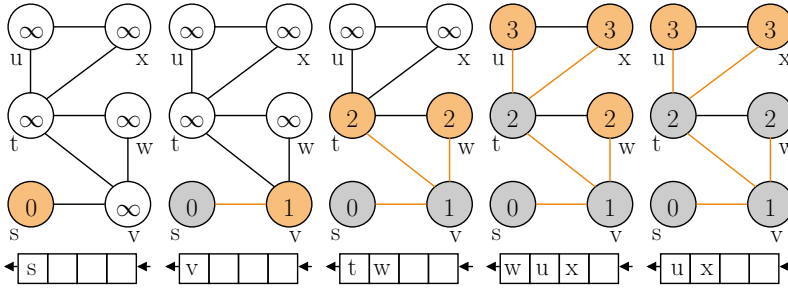 ∞ ∞ ∞ ∞ ∞ ∞ 3 3 3 3
u x u x u x u x u x
∞ ∞ ∞ ∞ 2 2 2 2 2 2
t w t w t w t w t w
0 ∞ 0 1 0 1 0 1 0 1
s v s v s v s v s v
s v t w w u x u x